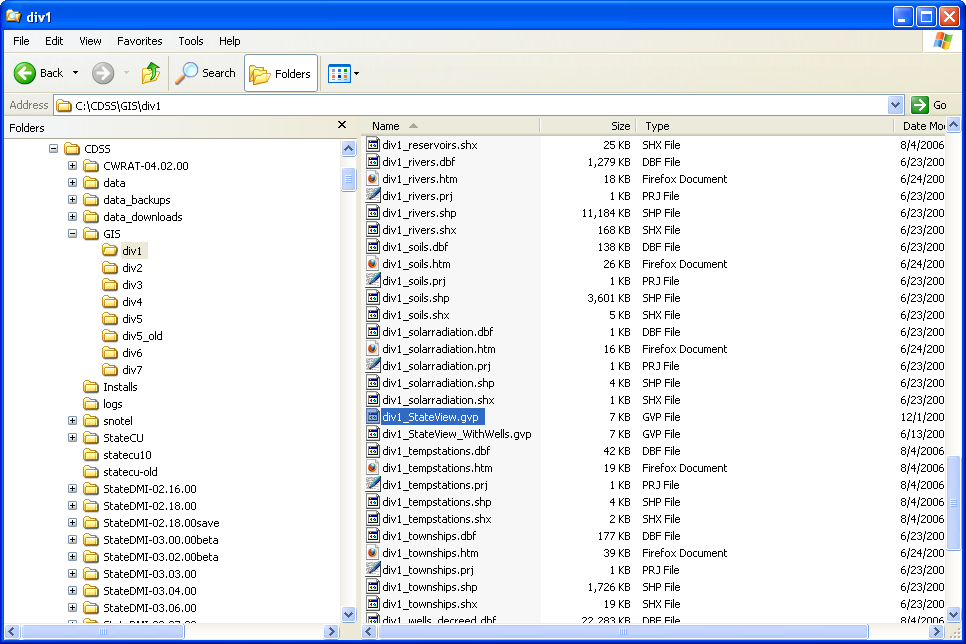 div1
File Edit View Favorites Tools Help
Back Search Folders
Address C:\CDSS\GIS\div1 Go
Folders
CDSS
CWRAT-04.02.00
data
data_backups
data_downloads
GIS
div1
div2
div3
div4
div5
div5_old
div6
div7
Installs
logs
snotel
StateCU
statecu10
statecu-old
StateDMI-02.16.00
StateDMI-02.18.00
StateDMI-02.18.00save
StateDMI-03.00.00beta
StateDMI-03.02.00beta
StateDMI-03.03.00
StateDMI-03.04.00
StateDMI-03.06.00
Name Size Type Date Mo
div1_reservoirs.shx 25 KB SHX File 8/4/2006
div1_rivers.dbf 1,279 KB DBF File 6/23/200
div1_rivers.htm 18 KB Firefox Document 6/24/200
div1_rivers.prj 1 KB PRJ File 6/23/200
div1_rivers.shp 11,184 KB SHP File 6/23/200
div1_rivers.shx 168 KB SHX File 6/23/200
div1_soils.dbf 138 KB DBF File 6/23/200
div1_soils.htm 26 KB Firefox Document 6/24/200
div1_soils.prj 1 KB PRJ File 6/23/200
div1_soils.shp 3,601 KB SHP File 6/23/200
div1_soils.shx 5 KB SHX File 6/23/200
div1_solarradiation.dbf 1 KB DBF File 6/23/200
div1_solarradiation.htm 16 KB Firefox Document 6/24/200
div1_solarradiation.prj 1 KB PRJ File 6/23/200
div1_solarradiation.shp 4 KB SHP File 6/23/200
div1_solarradiation.shx 1 KB SHX File 6/23/200
div1_StateView.gvp 7 KB GVP File 12/1/200
div1_StateView_WithWells.gvp 7 KB GVP File 6/13/200
div1_tempstations.dbf 42 KB DBF File 8/4/2006
div1_tempstations.htm 19 KB Firefox Document 8/4/2006
div1_tempstations.prj 1 KB PRJ File 8/4/2006
div1_tempstations.shp 4 KB SHP File 8/4/2006
div1_tempstations.shx 2 KB SHX File 8/4/2006
div1_townships.dbf 177 KB DBF File 6/23/200
div1_townships.htm 39 KB Firefox Document 6/24/200
div1_townships.prj 1 KB PRJ File 6/23/200
div1_townships.shp 1,726 KB SHP File 6/23/200
div1_townships.shx 19 KB SHX File 6/23/200
div1_wells_decreed.dbf 22,283 KB DBF File 8/4/2006